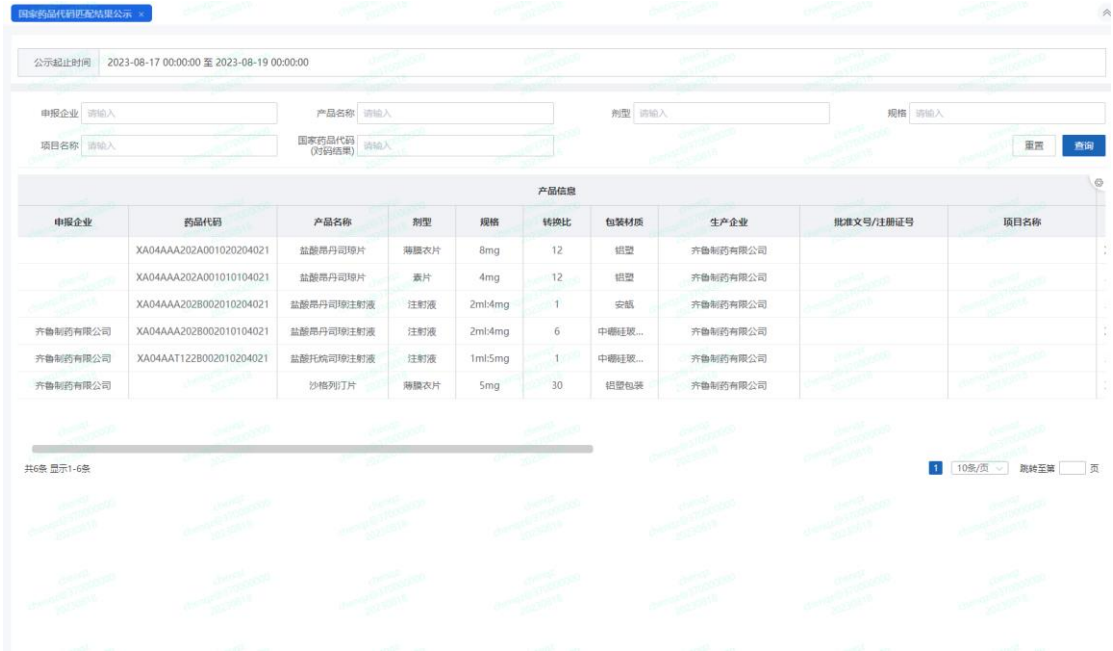 国家药品代码匹配结果公示 ×
公示起止时间 2023-08-17 00:00:00 至 2023-08-19 00:00:00
申报企业 请输入 产品名称 请输入 剂型 请输入 规格 请输入
项目名称 请输入 国家药品代码(对码结果) 请输入 重置 查询
产品信息
申报企业 药品代码 产品名称 剂型 规格 转换比 包装材质 生产企业 批准文号/注册证号 项目名称
XA04AAA202A001020204021 盐酸昂丹司琼片 薄膜衣片 8mg 12 铝塑 齐鲁制药有限公司
XA04AAA202A001010104021 盐酸昂丹司琼片 素片 4mg 12 铝塑 齐鲁制药有限公司
XA04AAA202B002010204021 盐酸昂丹司琼注射液 注射液 2ml:4mg 1 安瓿 齐鲁制药有限公司
齐鲁制药有限公司 XA04AAA202B002010104021 盐酸昂丹司琼注射液 注射液 2ml:4mg 6 中硼硅玻... 齐鲁制药有限公司
齐鲁制药有限公司 XA04AAT122B002010204021 盐酸托烷司琼注射液 注射液 1ml:5mg 1 中硼硅玻... 齐鲁制药有限公司
齐鲁制药有限公司 沙格列汀片 薄膜衣片 5mg 30 铝塑包装 齐鲁制药有限公司
共6条 显示1-6条 1 10条/页 跳转至第 页